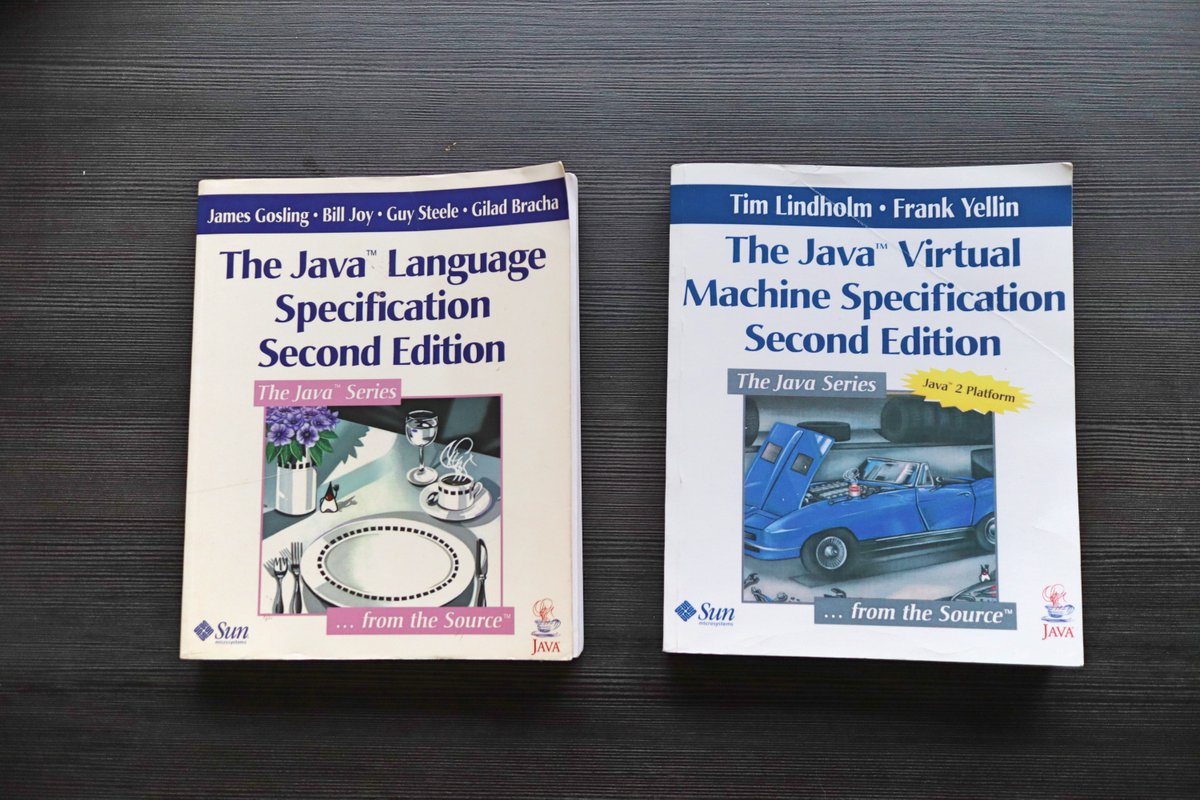 James Gosling • Bill Joy • Guy Steele • Gilad Bracha
The Java™ Language
Specification
Second Edition
The Java™ Series
... from the Source™
Sun
microsystems
JAVA
Tim Lindholm • Frank Yellin
The Java™ Virtual
Machine Specification
Second Edition
The Java Series
Java™ 2 Platform
... from the Source™
Sun
microsystems
JAVA